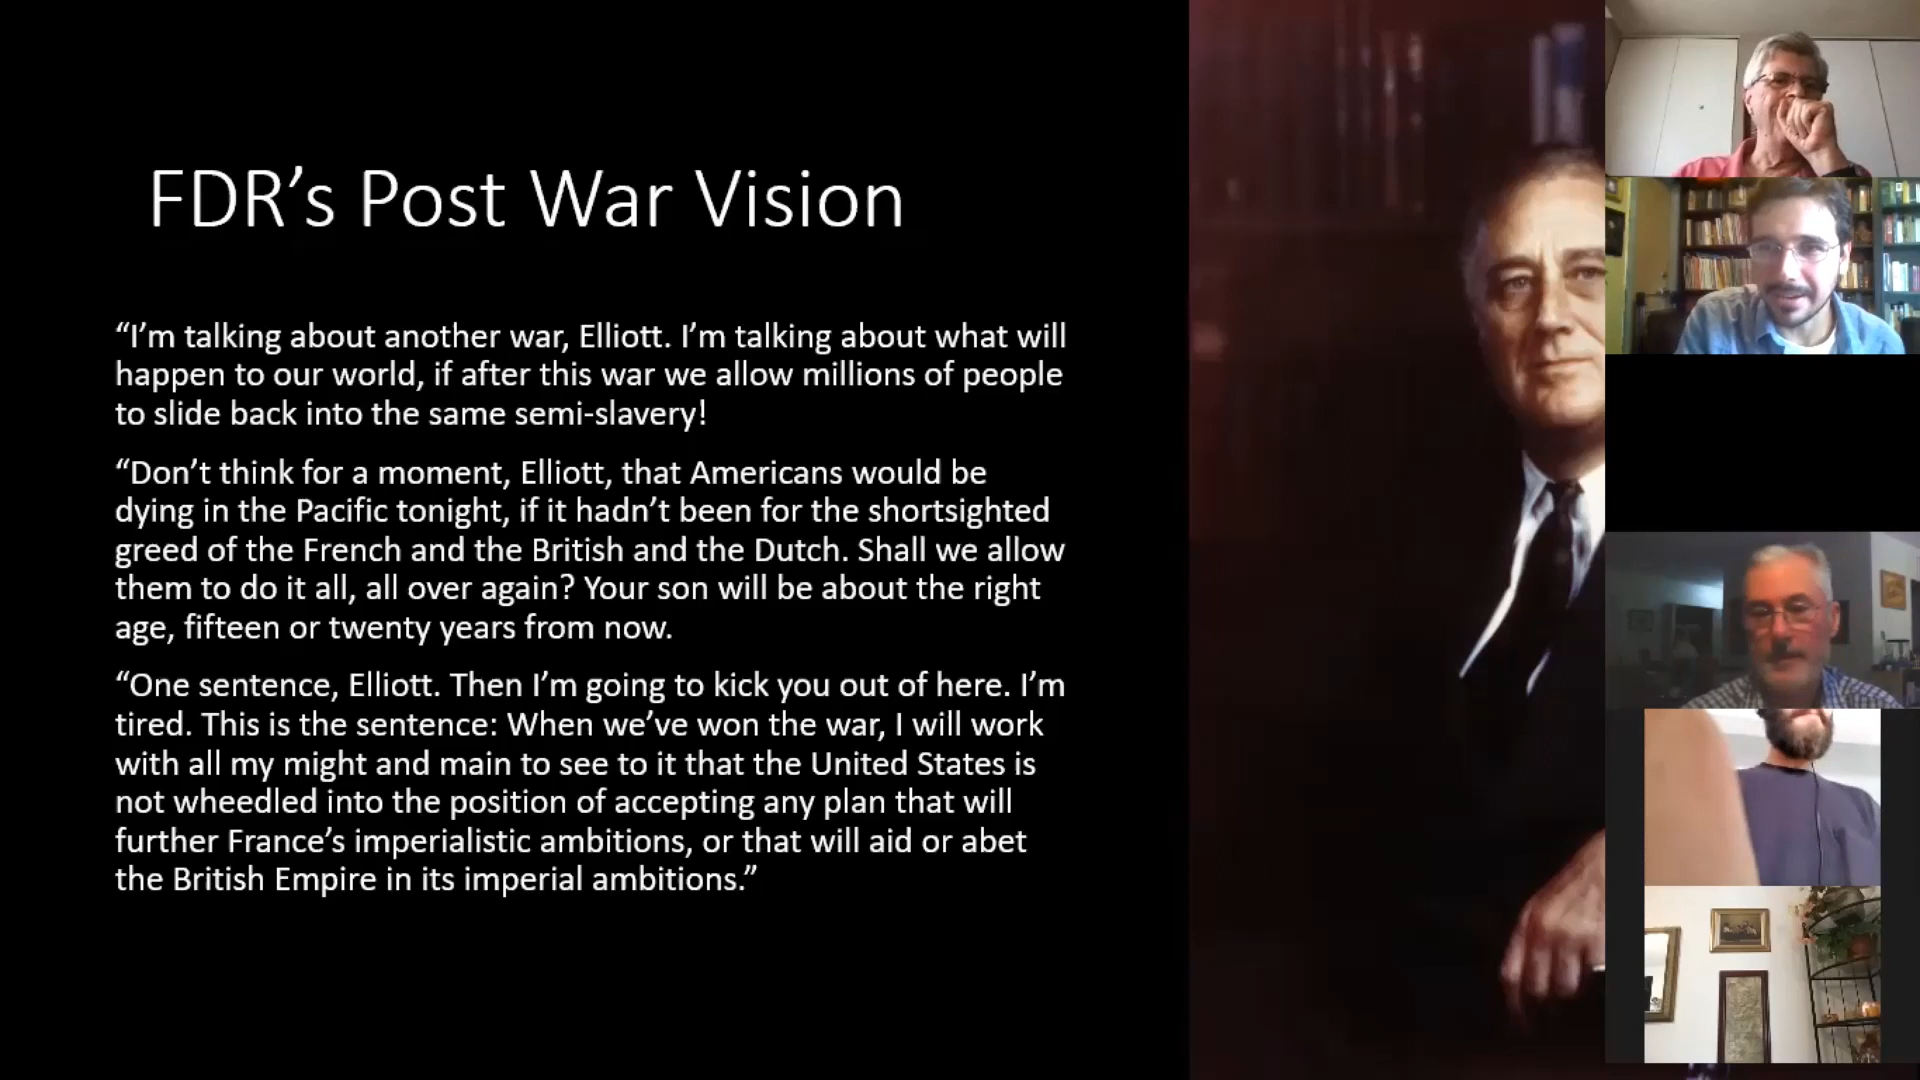 FDR’s Post War Vision
“I’m talking about another war, Elliott. I’m talking about what will
happen to our world, if after this war we allow millions of people
to slide back into the same semi-slavery!
“Don’t think for a moment, Elliott, that Americans would be
dying in the Pacific tonight, if it hadn’t been for the shortsighted
greed of the French and the British and the Dutch. Shall we allow
them to do it all, all over again? Your son will be about the right
age, fifteen or twenty years from now.
“One sentence, Elliott. Then I’m going to kick you out of here. I’m
tired. This is the sentence: When we’ve won the war, I will work
with all my might and main to see to it that the United States is
not wheedled into the position of accepting any plan that will
further France’s imperialistic ambitions, or that will aid or abet
the British Empire in its imperial ambitions.”